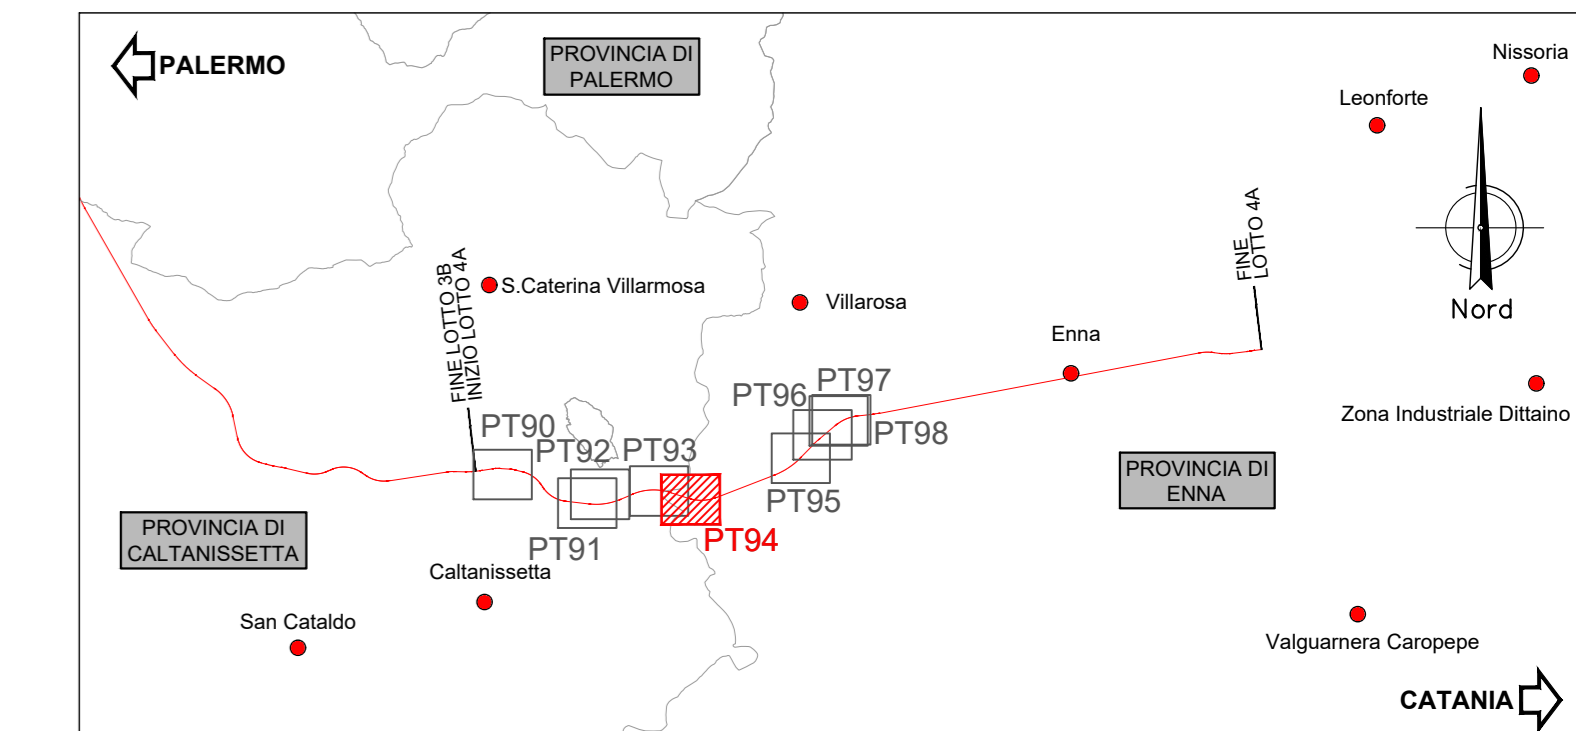 PALERMO
PROVINCIA DI
PALERMO
Nissoria
Leonforte
Nord
FINE LOTTO 3B
INIZIO LOTTO 4A
S.Caterina Villarmosa
Villarosa
FINE
LOTTO 4A
Enna
Zona Industriale Dittaino
PT90
PT92
PT93
PT96
PT97
PT98
PT95
PT91
PT94
PROVINCIA DI
ENNA
PROVINCIA DI
CALTANISSETTA
Caltanissetta
San Cataldo
Valguarnera Caropepe
CATANIA